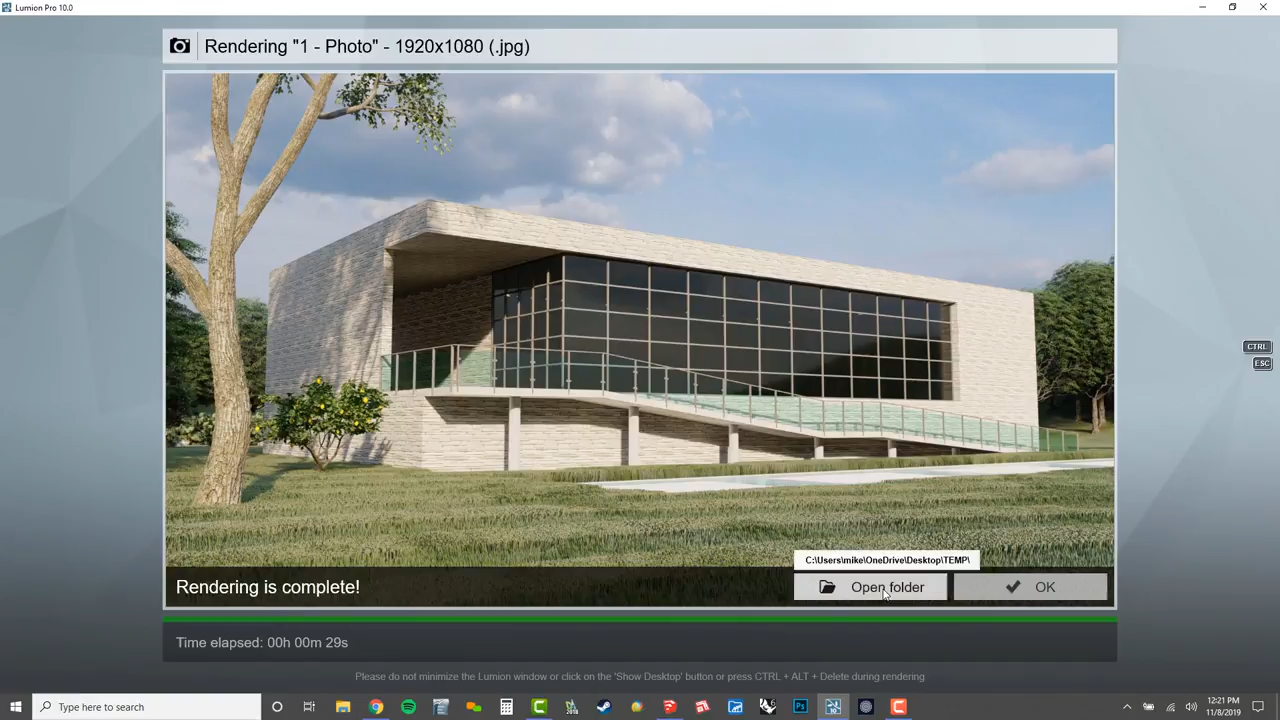 Lumion Pro 10.0
Rendering "1 - Photo" - 1920x1080 (.jpg)
CTRL
ESC
C:\Users\mike\OneDrive\Desktop\TEMP\
Rendering is complete!
Open folder
OK
Time elapsed: 00h 00m 29s
Please do not minimize the Lumion window or click on the 'Show Desktop' button or press CTRL + ALT + Delete during rendering
Type here to search
2018
Ps
10
12:21 PM
11/8/2019